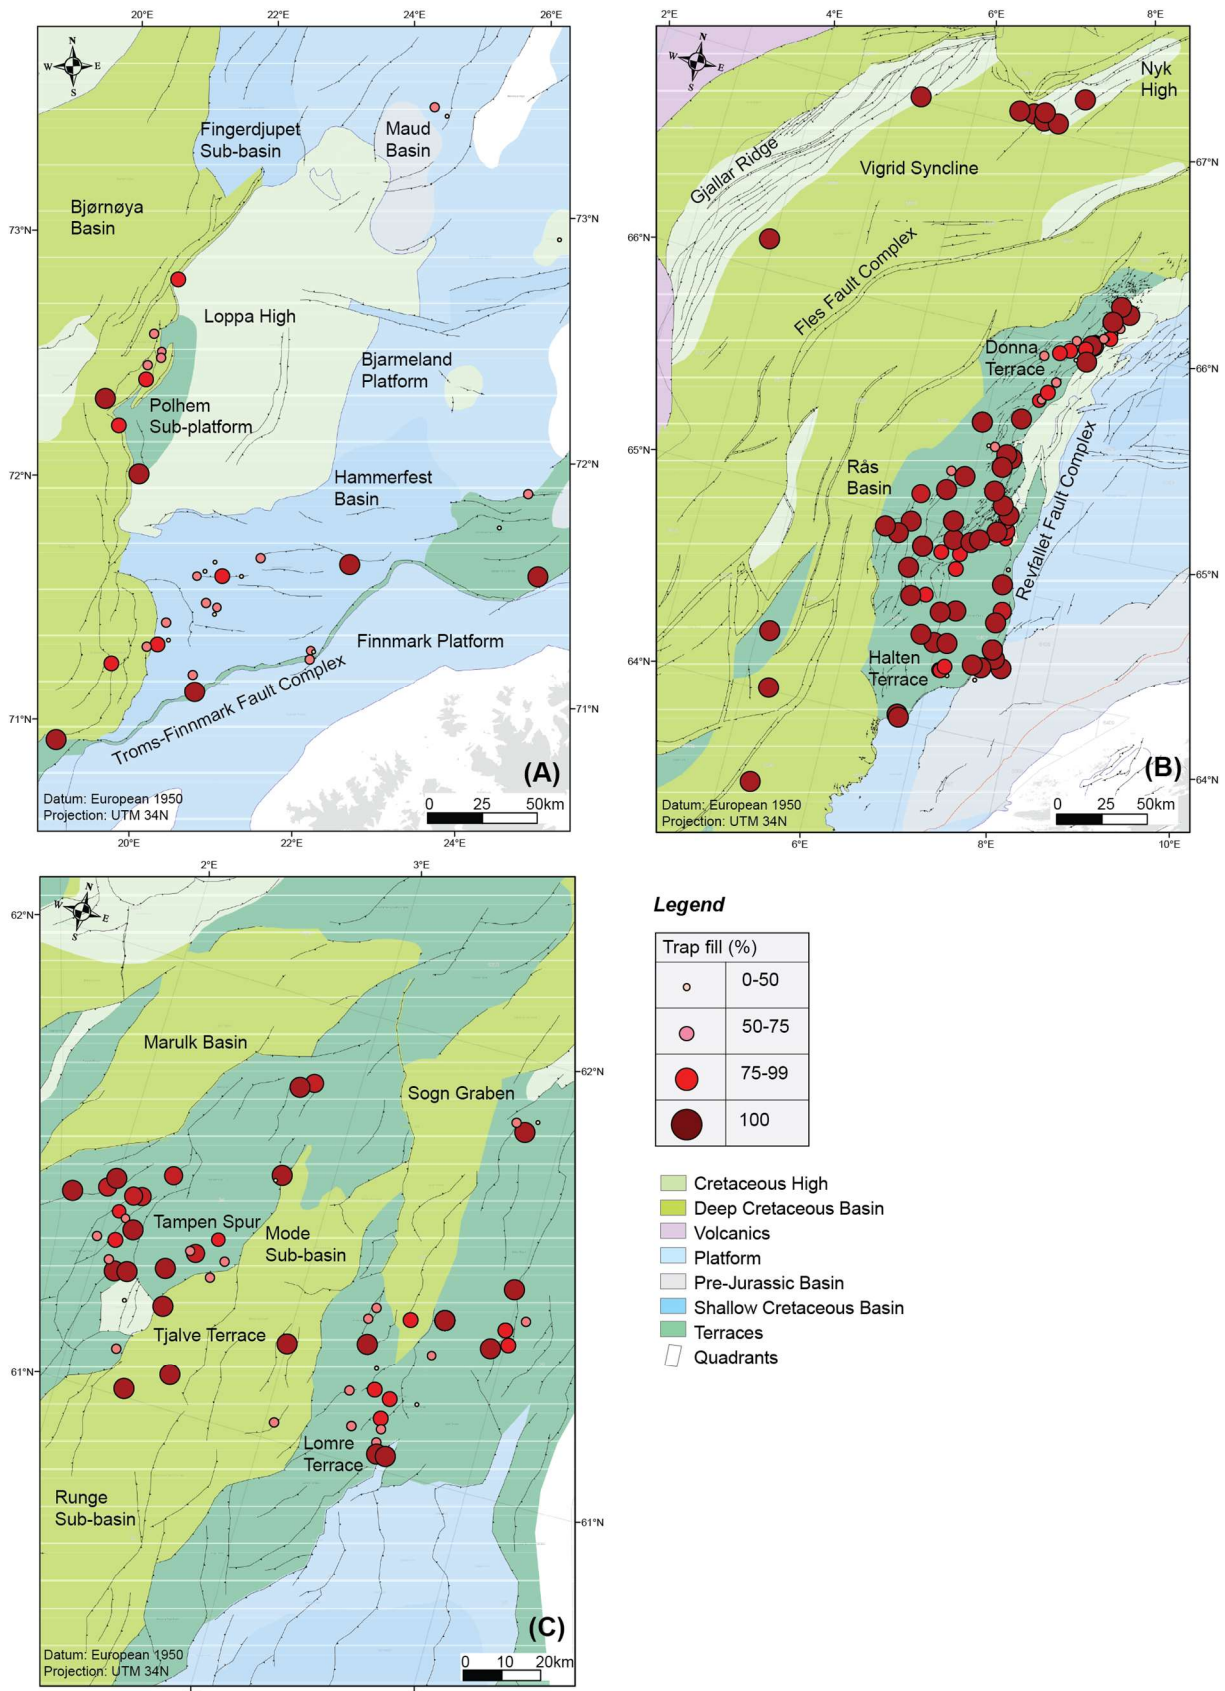 20°E 22°E 24°E 26°E
N
W E
S
Fingerdjupet
Sub-basin
Maud
Basin
Bjørnøya
Basin
73°N
73°N
Loppa High
Bjarmeland
Platform
Polhem
Sub-platform
72°N
72°N
Hammerfest
Basin
Finnmark Platform
71°N
71°N
Troms-Finnmark Fault Complex
(A)
Datum: European 1950
Projection: UTM 34N
0 25 50km
20°E 22°E 24°E
2°E 4°E 6°E 8°E
N
W E
S
Nyk
High
Gjallar Ridge
Vigrid Syncline
67°N
66°N
Fles Fault Complex
Donna
Terrace
66°N
65°N
Rås
Basin
Revfallet Fault Complex
65°N
64°N
Halten
Terrace
(B)
64°N
Datum: European 1950
Projection: UTM 34N
0 25 50km
6°E 8°E 10°E
2°E 3°E
62°N
N
W E
S
Marulk Basin
62°N
Sogn Graben
Tampen Spur
Mode
Sub-basin
Tjalve Terrace
61°N
Lomre
Terrace
Runge
Sub-basin
61°N
(C)
Datum: European 1950
Projection: UTM 34N
0 10 20km
Legend
Trap fill (%)
0-50
50-75
75-99
100
Cretaceous High
Deep Cretaceous Basin
Volcanics
Platform
Pre-Jurassic Basin
Shallow Cretaceous Basin
Terraces
Quadrants